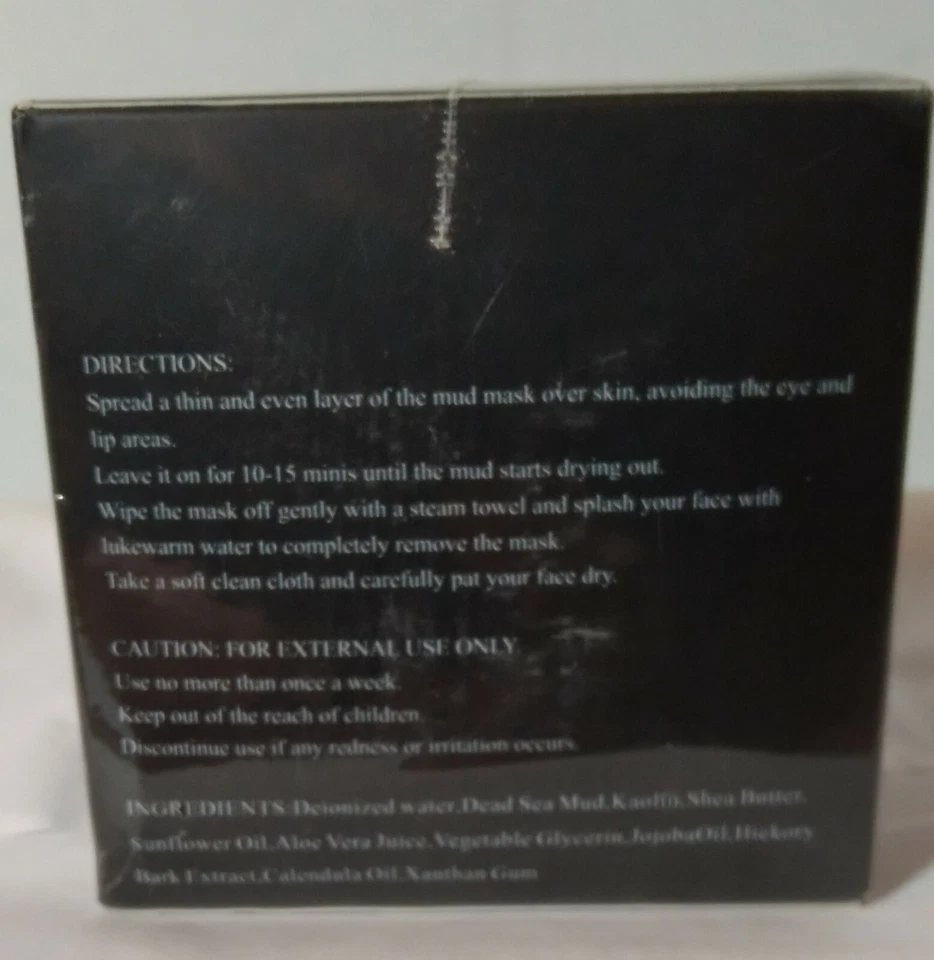 DIRECTIONS:
Spread a thin and even layer of the mud mask over skin, avoiding the eye and
lip areas.
Leave it on for 10-15 minis until the mud starts drying out.
Wipe the mask off gently with a steam towel and splash your face with
lukewarm water to completely remove the mask.
Take a soft clean cloth and carefully pat your face dry.
CAUTION: FOR EXTERNAL USE ONLY
Use no more than once a week.
Keep out of the reach of children.
Discontinue use if any redness or irritation occurs.
INGREDIENTS:Deionized water,Dead Sea Mud,Kaolin,Shea Butter,
Sunflower Oil,Aloe Vera Juice,Vegetable Glycerin,JojobaOil,Hickory
Bark Extract,Calendula Oil,Xanthan Gum